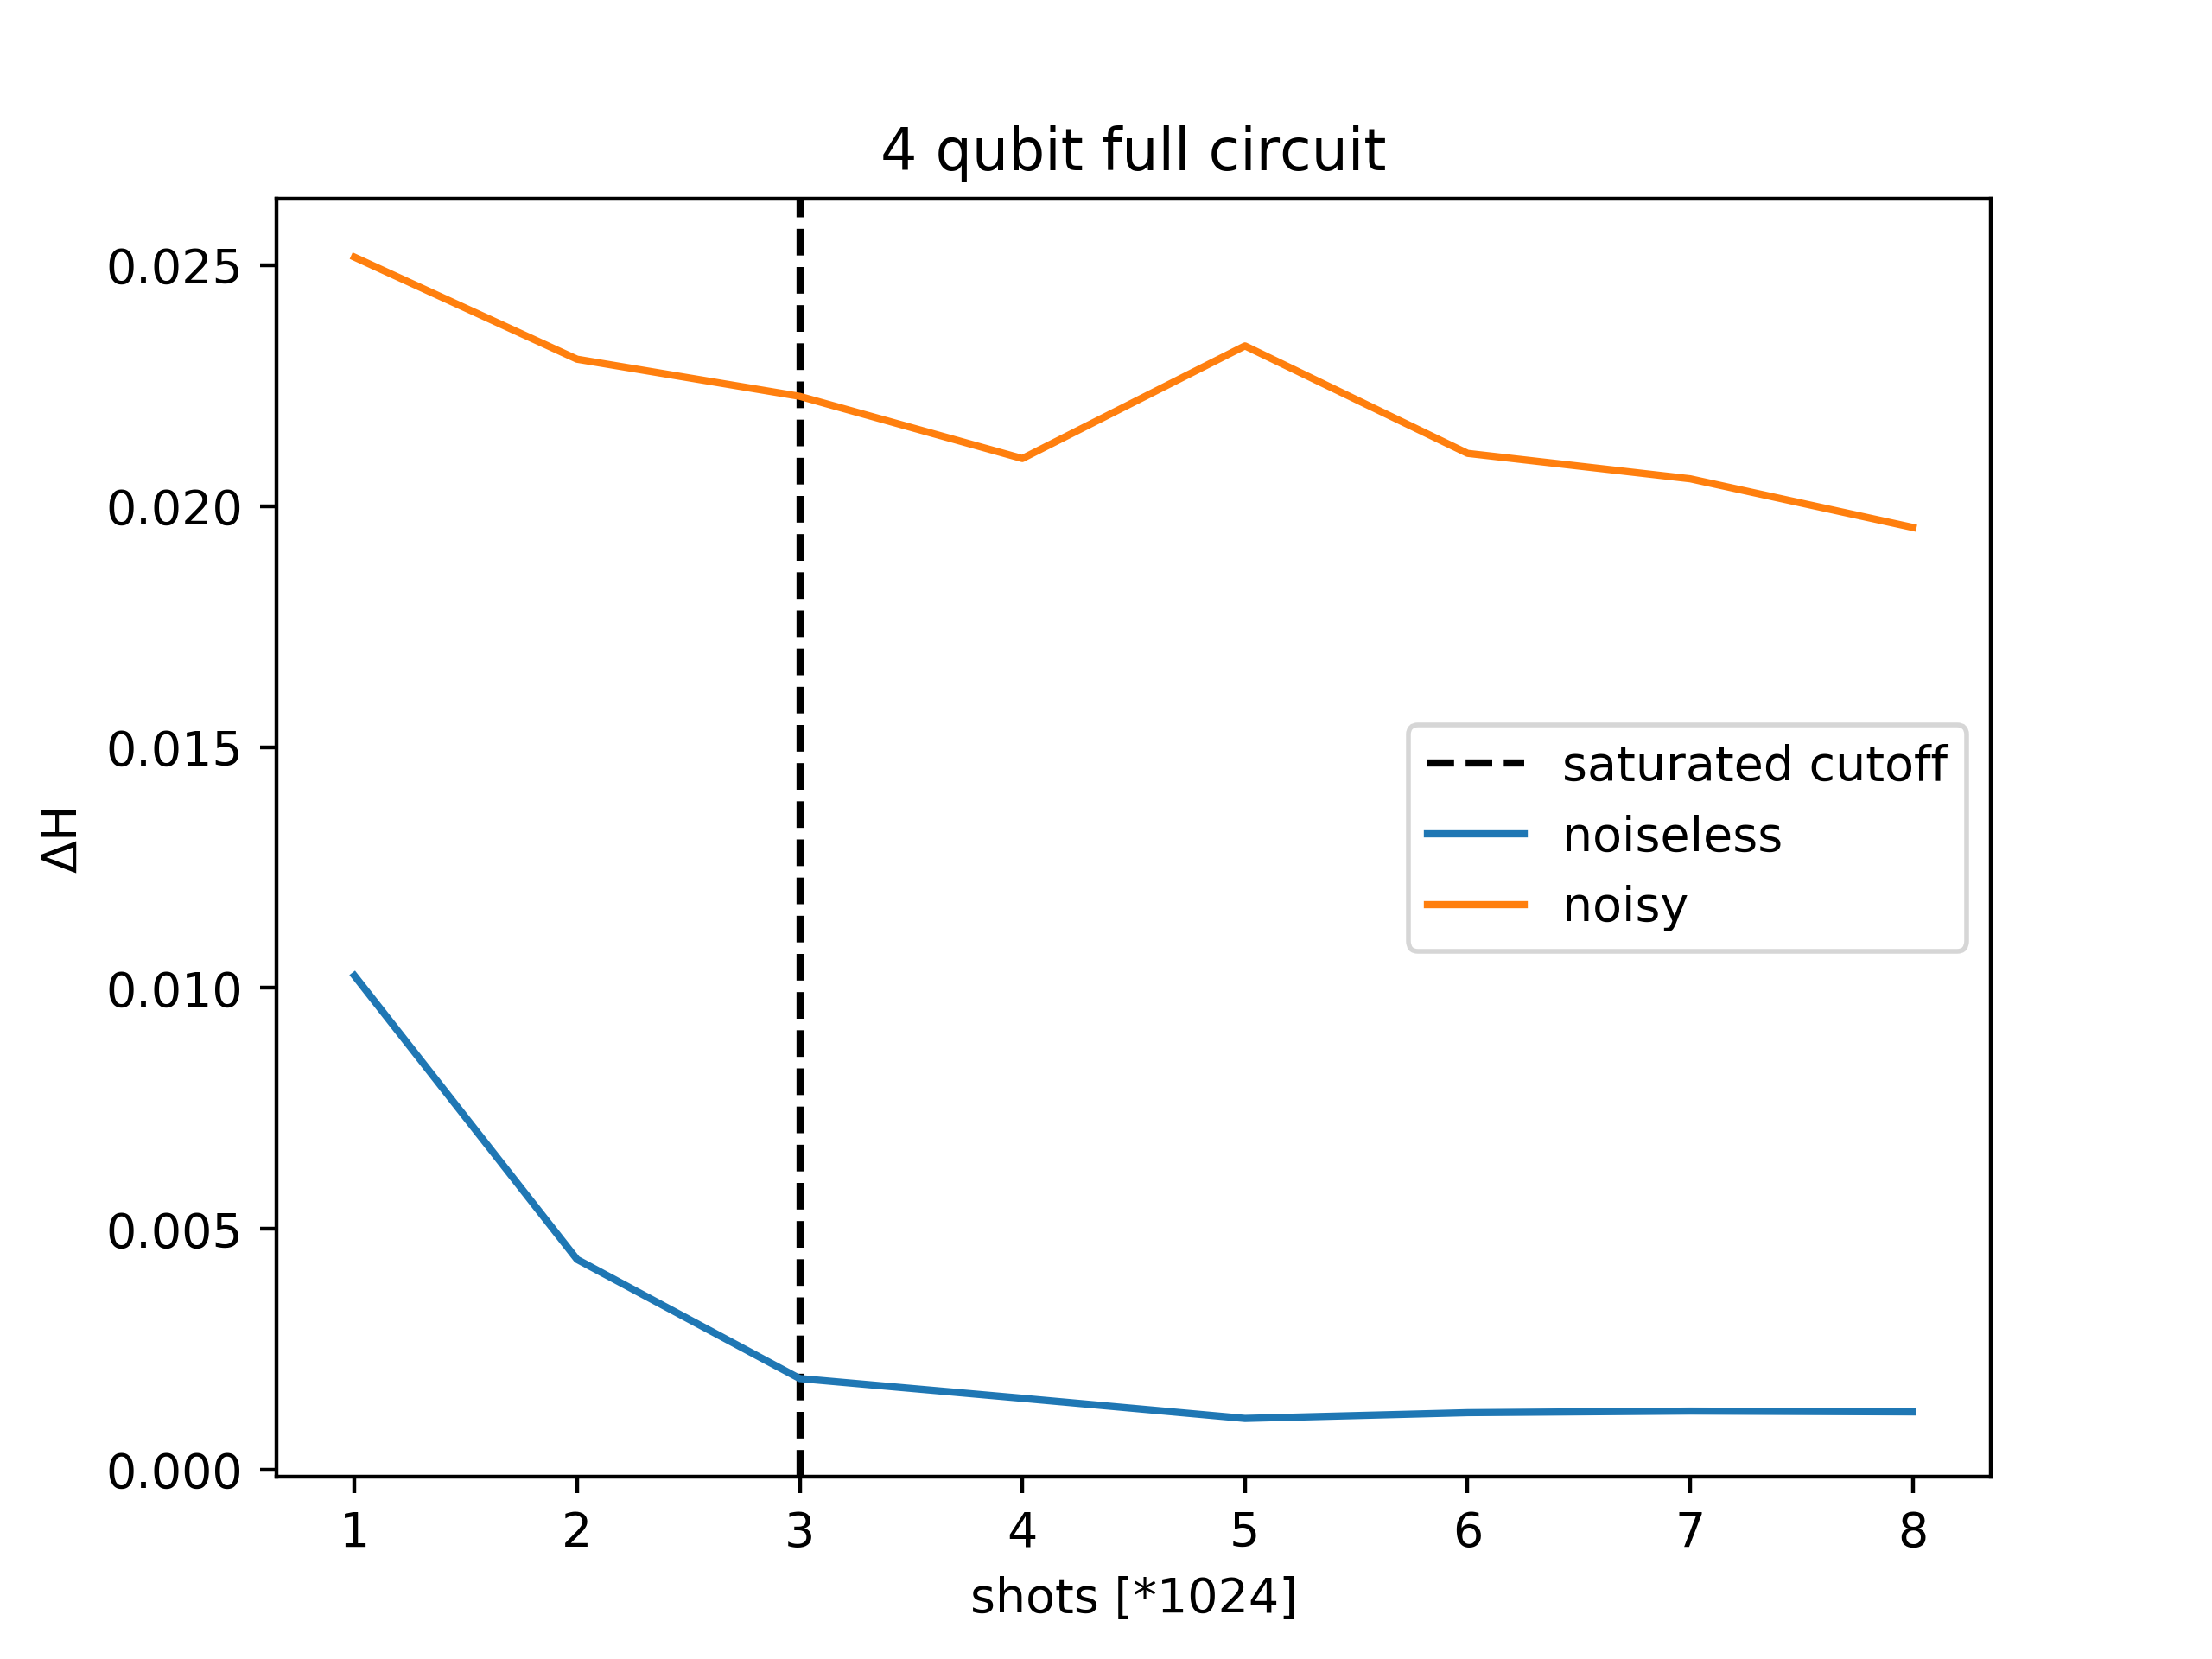 4 qubit full circuit
0.025
0.020
0.015
0.010
0.005
0.000
ΔH
saturated cutoff
noiseless
noisy
1 2 3 4 5 6 7 8
shots [*1024]